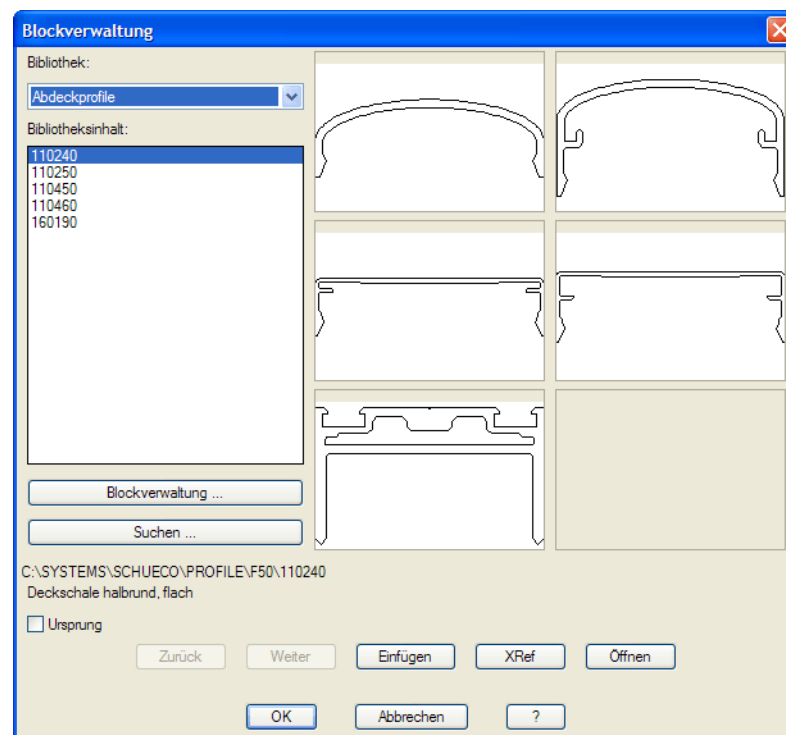 Blockverwaltung
Bibliothek:
Abdeckprofile
Bibliotheksinhalt:
110240
110250
110450
110460
160190
Blockverwaltung ...
Suchen ...
C:\SYSTEMS\SCHUECO\PROFILE\F50\110240
Deckschale halbrund, flach
Ursprung
Zurück Weiter Einfügen XRef Öffnen
OK Abbrechen ?